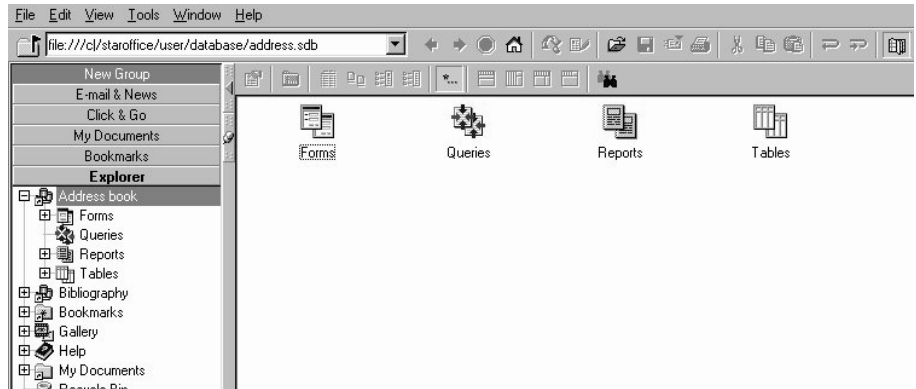 File Edit View Tools Window Help
file:///c|/staroffice/user/database/address.sdb
New Group
E-mail & News
Click & Go
My Documents
Bookmarks
Explorer
Address book
Forms
Queries
Reports
Tables
Bibliography
Bookmarks
Gallery
Help
My Documents
Recycle Bin
Forms Queries Reports Tables